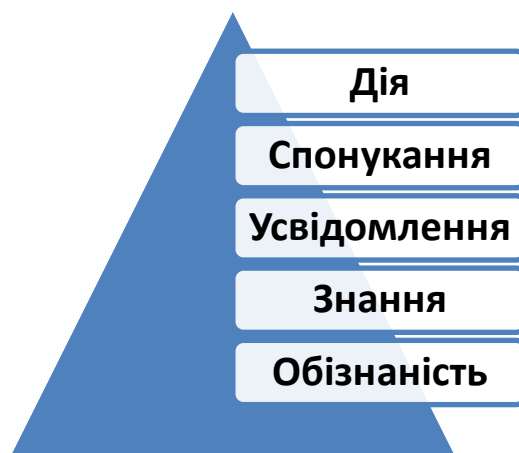 Дія
Спонукання
Усвідомлення
Знання
Обізнаність